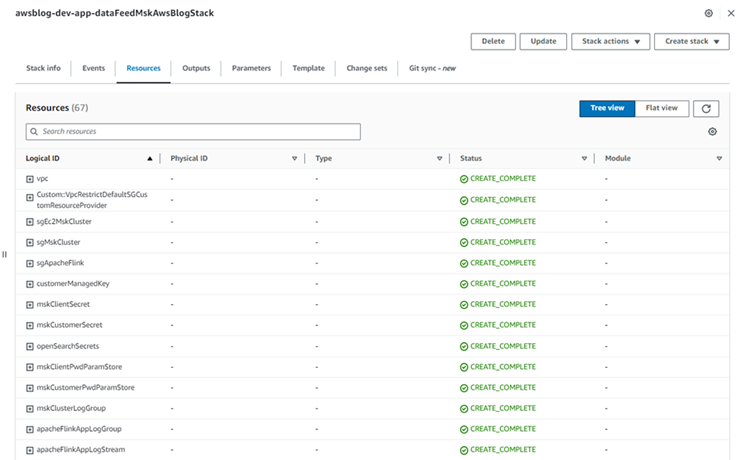 awsblog-dev-app-dataFeedMskAwsBlogStack
Delete Update Stack actions Create stack
Stack info Events Resources Outputs Parameters Template Change sets Git sync - new
Resources (67) Tree view Flat view
Search resources
Logical ID Physical ID Type Status Module
vpc - - CREATE_COMPLETE -
Custom::VpcRestrictDefaultSGCus
tomResourceProvider - - CREATE_COMPLETE -
sgEc2MskCluster - - CREATE_COMPLETE -
sgMskCluster - - CREATE_COMPLETE -
sgApacheFlink - - CREATE_COMPLETE -
customerManagedKey - - CREATE_COMPLETE -
mskClientSecret - - CREATE_COMPLETE -
mskCustomerSecret - - CREATE_COMPLETE -
openSearchSecrets - - CREATE_COMPLETE -
mskClientPwdParamStore - - CREATE_COMPLETE -
mskCustomerPwdParamStore - - CREATE_COMPLETE -
mskClusterLogGroup - - CREATE_COMPLETE -
apacheFlinkAppLogGroup - - CREATE_COMPLETE -
apacheFlinkAppLogStream - - CREATE_COMPLETE -